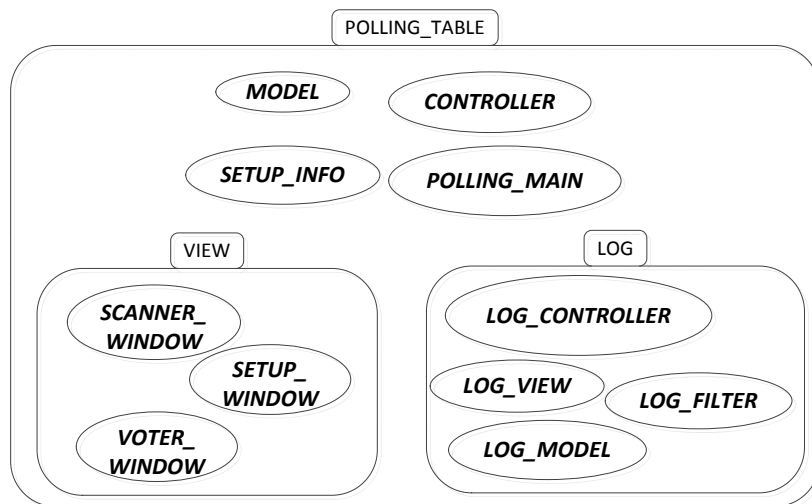 POLLING_TABLE
MODEL
CONTROLLER
SETUP_INFO
POLLING_MAIN
VIEW
SCANNER_
WINDOW
SETUP_
WINDOW
VOTER_
WINDOW
LOG
LOG_CONTROLLER
LOG_VIEW
LOG_FILTER
LOG_MODEL